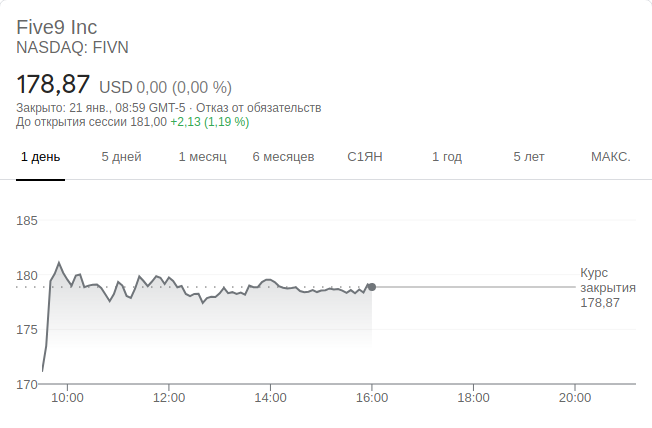 Five9 Inc
NASDAQ: FIVN
178,87 USD 0,00 (0,00 %)
Закрыто: 21 янв., 08:59 GMT-5 · Отказ от обязательств
До открытия сессии 181,00 +2,13 (1,19 %)
1 день 5 дней 1 месяц 6 месяцев С1ЯН 1 год 5 лет МАКС.
185
180
175
170
Курс
закрытия
178,87
10:00 12:00 14:00 16:00 18:00 20:00